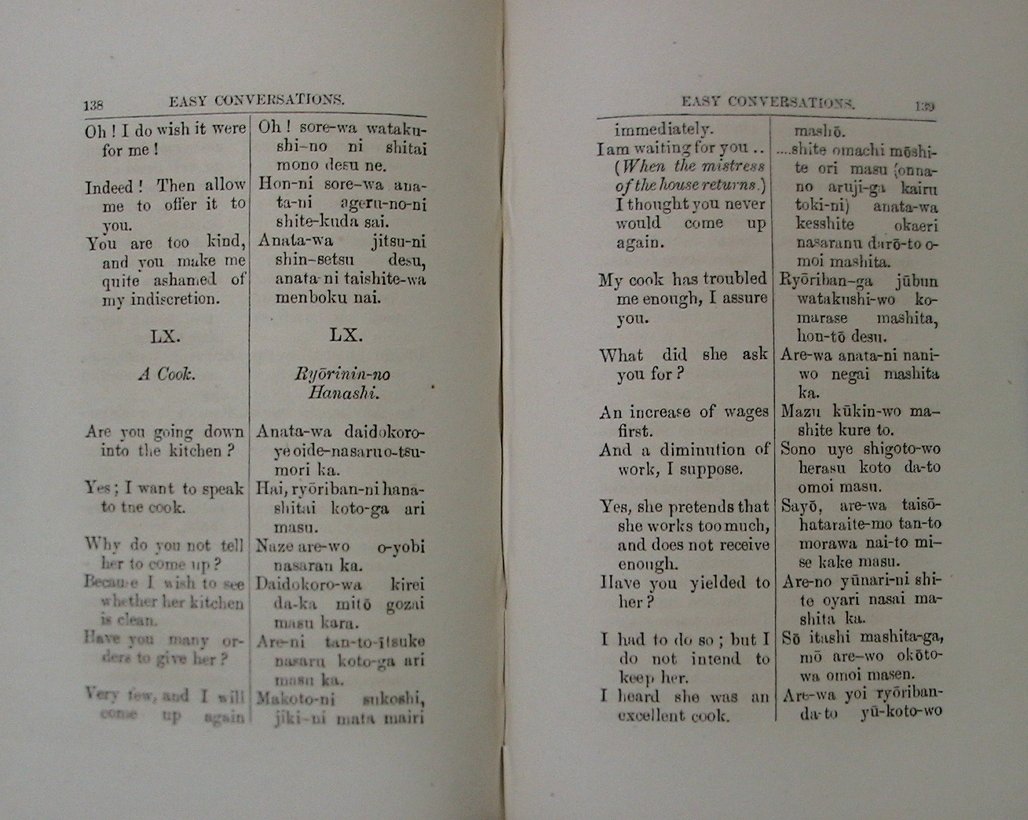 138 EASY CONVERSATIONS.
Oh ! I do wish it were
for me !
Indeed ! Then allow
me to offer it to
you.
You are too kind,
and you make me
quite ashamed of
my indiscretion.
LX.
A Cook.
Are you going down
into the kitchen ?
Yes ; I want to speak
to tne cook.
Why do you not tell
her to come up ?
Because I wish to see
whether her kitchen
is clean.
Have you many or-
ders to give her ?
Very few, and I will
come up again
Oh ! sore-wa wataku-
shi-no ni shitai
mono desu ne.
Hon-ni sore-wa ana-
ta-ni ageru-no-ni
shite-kuda sai.
Anata-wa jitsu-ni
shin-setsu desu,
anata-ni taishite-wa
menboku nai.
LX.
Ryōrinin-no
Hanashi.
Anata-wa daidokoro-
ye oide-nasaruo-tsu-
mori ka.
Hai, ryōriban-ni hana-
shitai koto-ga ari
masu.
Naze are-wo o-yobi
nasaran ka.
Daidokoro-wa kirei
da-ka mitō gozai
masu kara.
Are-ni tan-to-ītsuke
nasaru koto-ga ari
masu ka.
Makoto-ni sukoshi,
jiki-ni mata mairi
EASY CONVERSATIONS. 139
immediately.
I am waiting for you ..
(When the mistress
of the house returns.)
I thought you never
would come up
again.
My cook has troubled
me enough, I assure
you.
What did she ask
you for ?
An increase of wages
first.
And a diminution of
work, I suppose.
Yes, she pretends that
she works too much,
and does not receive
enough.
Have you yielded to
her ?
I had to do so ; but I
do not intend to
keep her.
I heard she was an
excellent cook.
mashō.
....shite omachi mōshi-
te ori masu (onna-
no aruji-ga kairu
toki-ni) anata-wa
kesshite okaeri
nasaranu darō-to o-
moi mashita.
Ryōriban-ga jūbun
watakushi-wo ko-
marase mashita,
hon-tō desu.
Are-wa anata-ni nani-
wo negai mashita
ka.
Mazu kūkin-wo ma-
shite kure to.
Sono uye shigoto-wo
herasu koto da-to
omoi masu.
Sayō, are-wa taisō-
hataraite-mo tan-to
morawa nai-to mi-
se kake masu.
Are-no yūnari-ni shi-
te oyari nasai ma-
shita ka.
Sō itashi mashita-ga,
mō are-wo okōto-
wa omoi masen.
Are-wa yoi ryōriban-
da-to yū-koto-wo